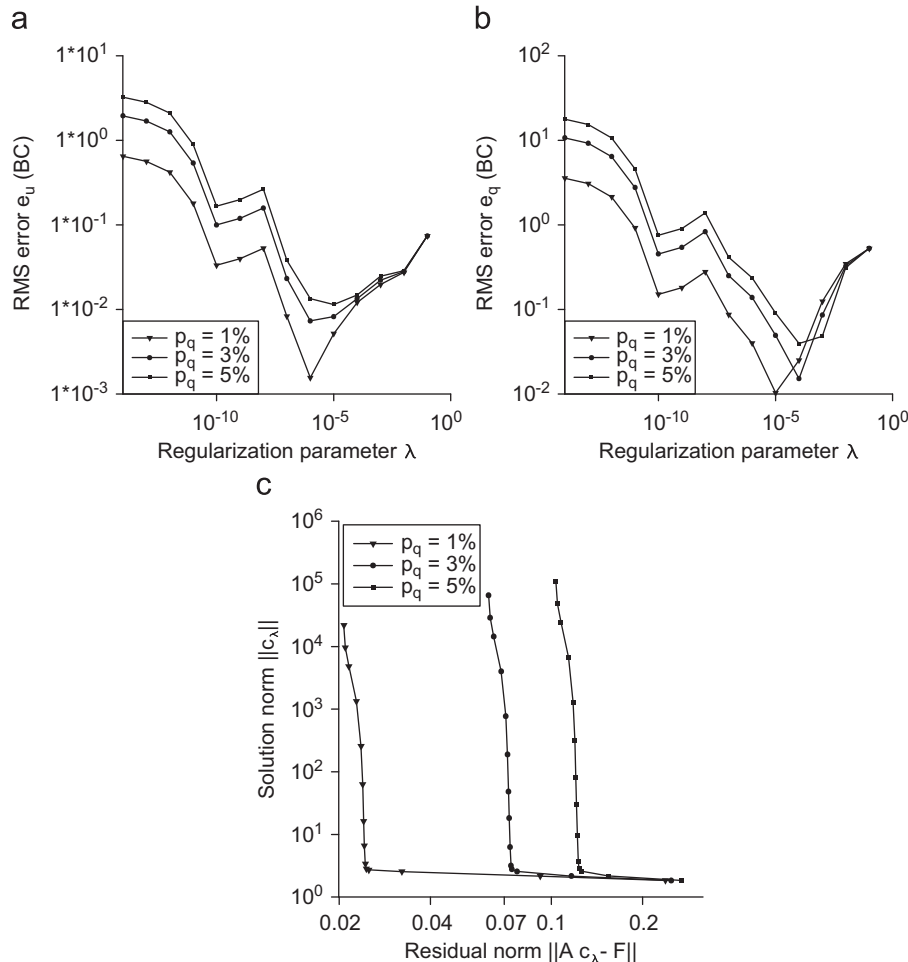 a
1*10^1
1*10^0
1*10^-1
1*10^-2
1*10^-3
RMS error e_u (BC)
p_q = 1%
p_q = 3%
p_q = 5%
10^-10
10^-5
10^0
Regularization parameter λ
b
10^2
10^1
10^0
10^-1
10^-2
RMS error e_q (BC)
p_q = 1%
p_q = 3%
p_q = 5%
10^-10
10^-5
10^0
Regularization parameter λ
c
10^6
10^5
10^4
10^3
10^2
10^1
10^0
Solution norm ||c_λ||
p_q = 1%
p_q = 3%
p_q = 5%
0.02
0.04
0.07
0.1
0.2
Residual norm ||A c_λ- F||